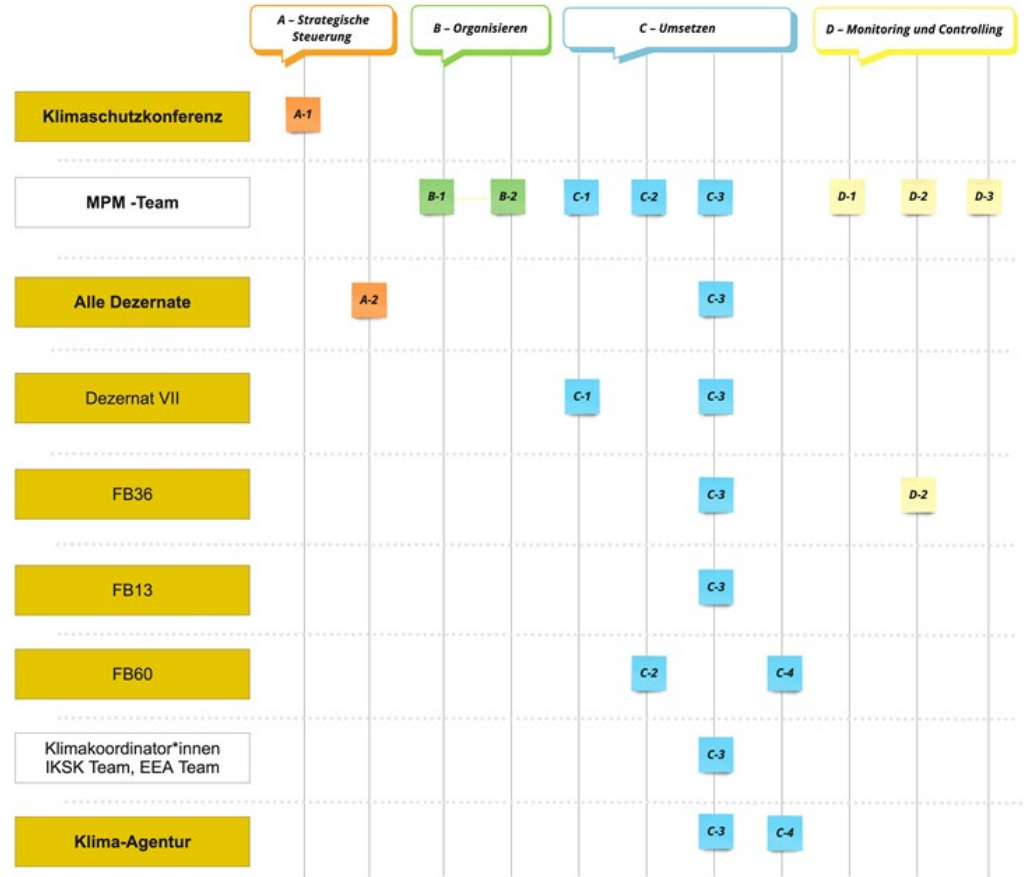 A – Strategische
Steuerung
B – Organisieren
C – Umsetzen
D – Monitoring und Controlling
Klimaschutzkonferenz
A-1
MPM -Team
B-1
B-2
C-1
C-2
C-3
D-1
D-2
D-3
Alle Dezernate
A-2
C-3
Dezernat VII
C-1
C-3
FB36
C-3
D-2
FB13
C-3
FB60
C-2
C-4
Klimakoordinator*innen
IKSK Team, EEA Team
C-3
Klima-Agentur
C-3
C-4